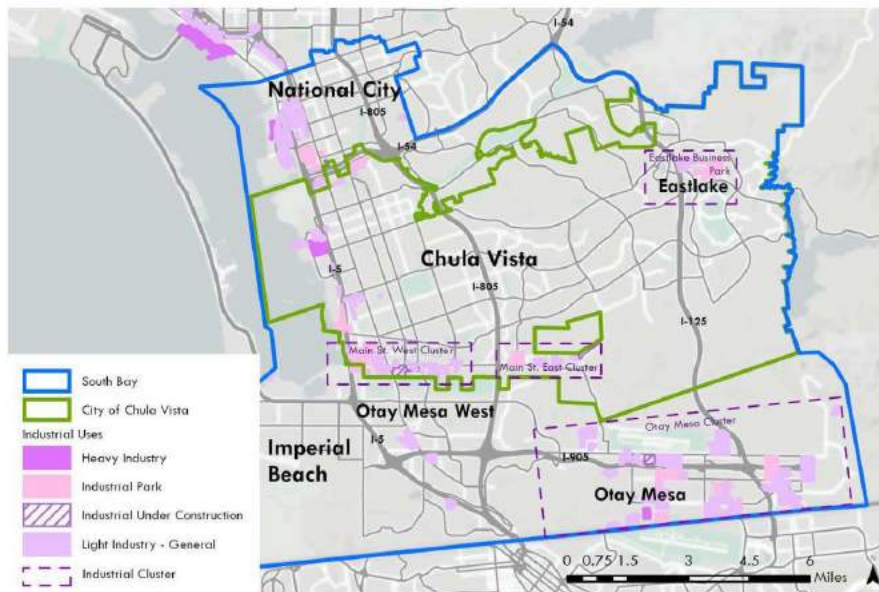 I-54
National City
I-805
I-54
Eastlake Business
Park
Eastlake
Chula Vista
I-5
I-805
I-125
Main St. West Cluster
Main St. East Cluster
Otay Mesa West
Otay Mesa Cluster
Imperial
Beach
I-5
I-905
Otay Mesa
South Bay
City of Chula Vista
Industrial Uses
Heavy Industry
Industrial Park
Industrial Under Construction
Light Industry - General
Industrial Cluster
0 0.75 1.5 3 4.5 6
Miles